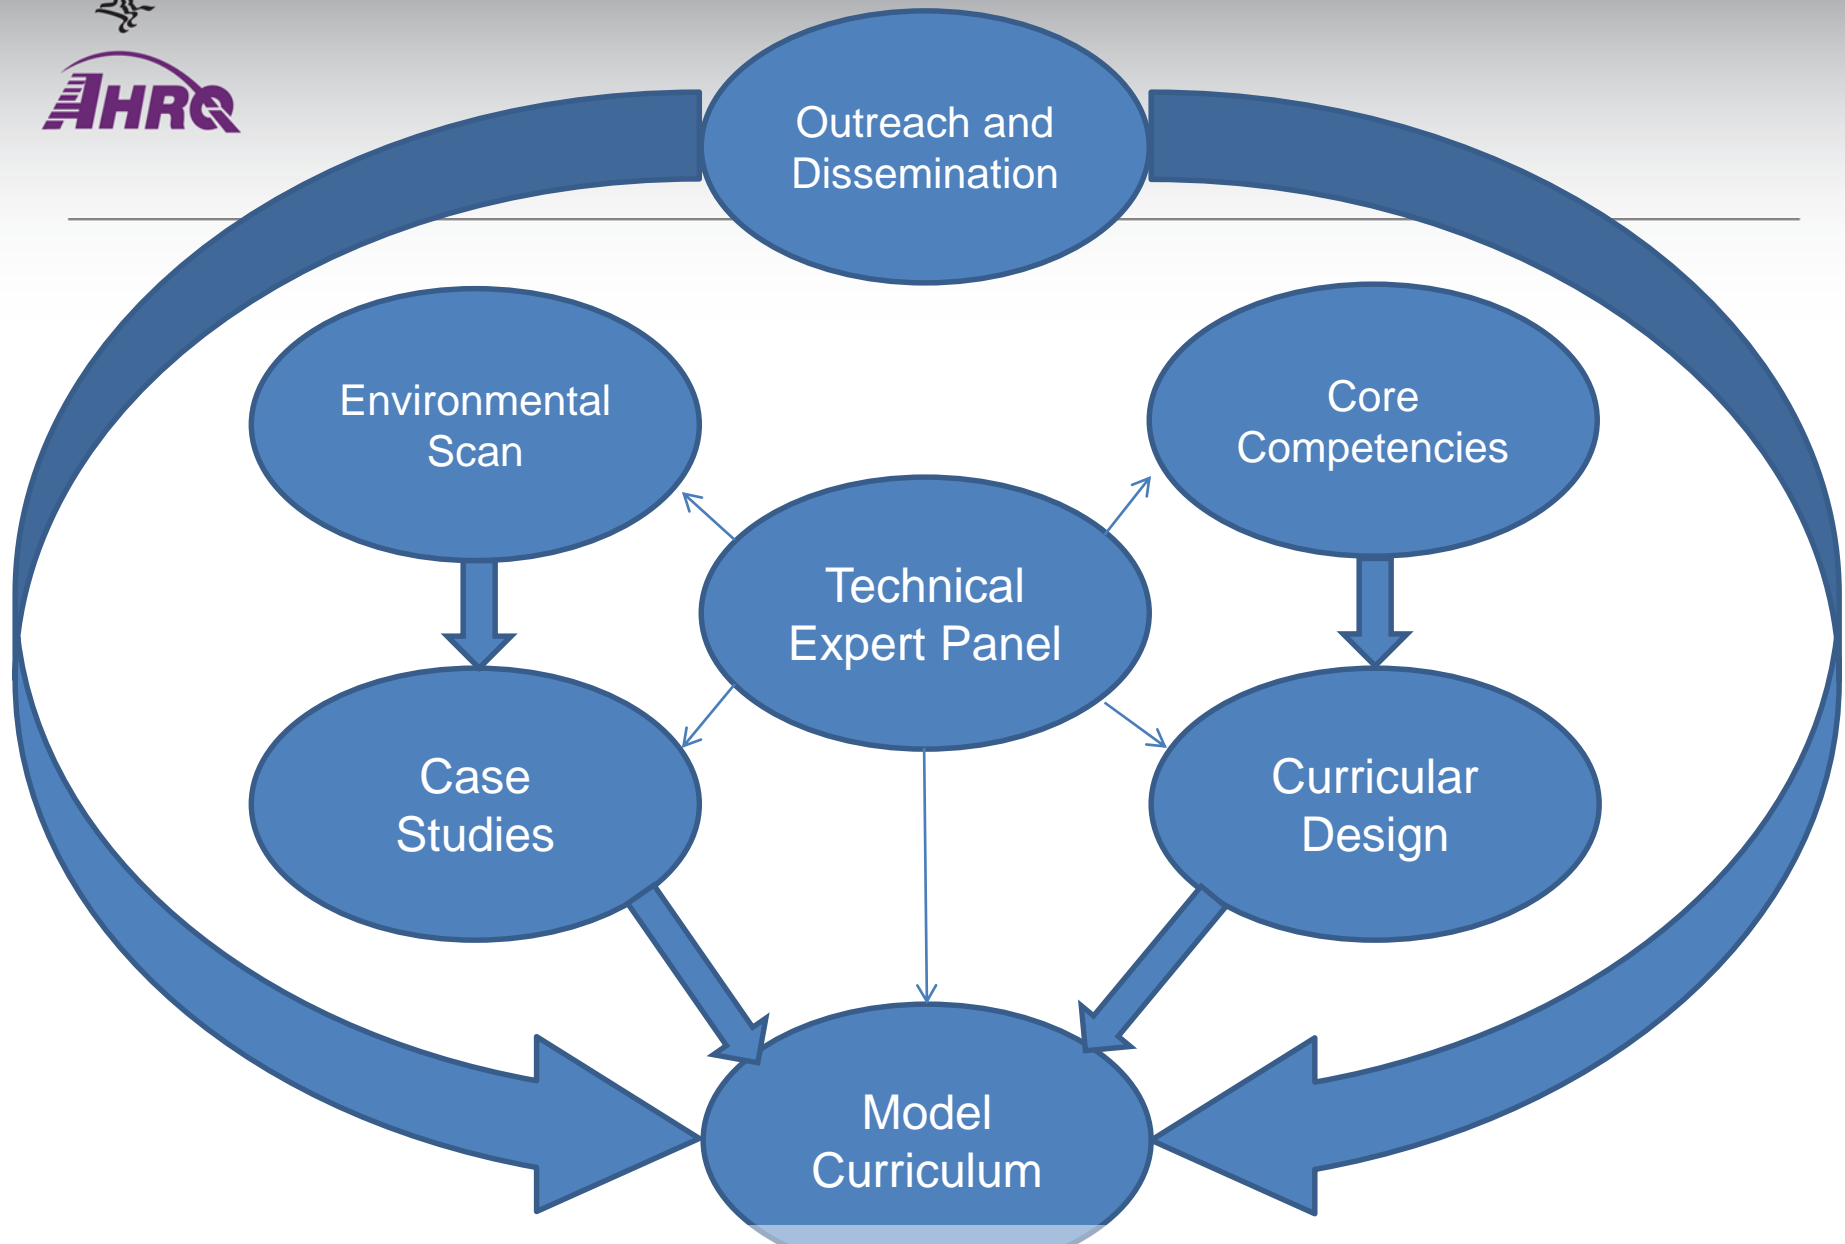 AHRQ
Outreach and
Dissemination
Environmental
Scan
Core
Competencies
Technical
Expert Panel
Case
Studies
Curricular
Design
Model
Curriculum